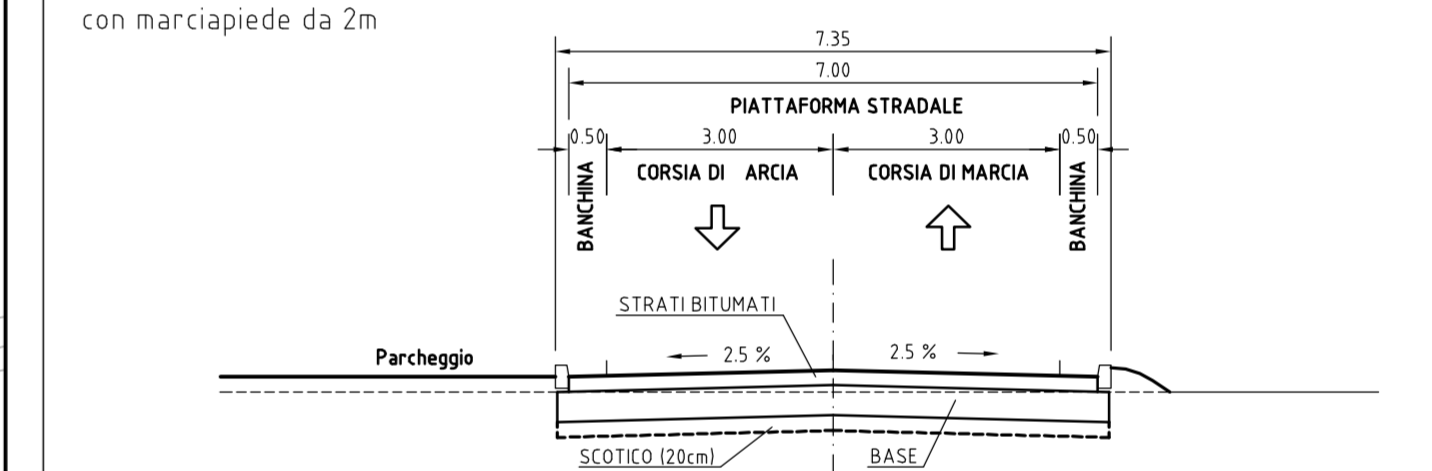 con marciapiede da 2m
7.35
7.00
PIATTAFORMA STRADALE
0.50 3.00 3.00 0.50
BANCHINA
CORSIA DI ARCIA
CORSIA DI MARCIA
BANCHINA
STRATI BITUMATI
Parcheggio
2.5 % 2.5 %
SCOTICO (20cm)
BASE